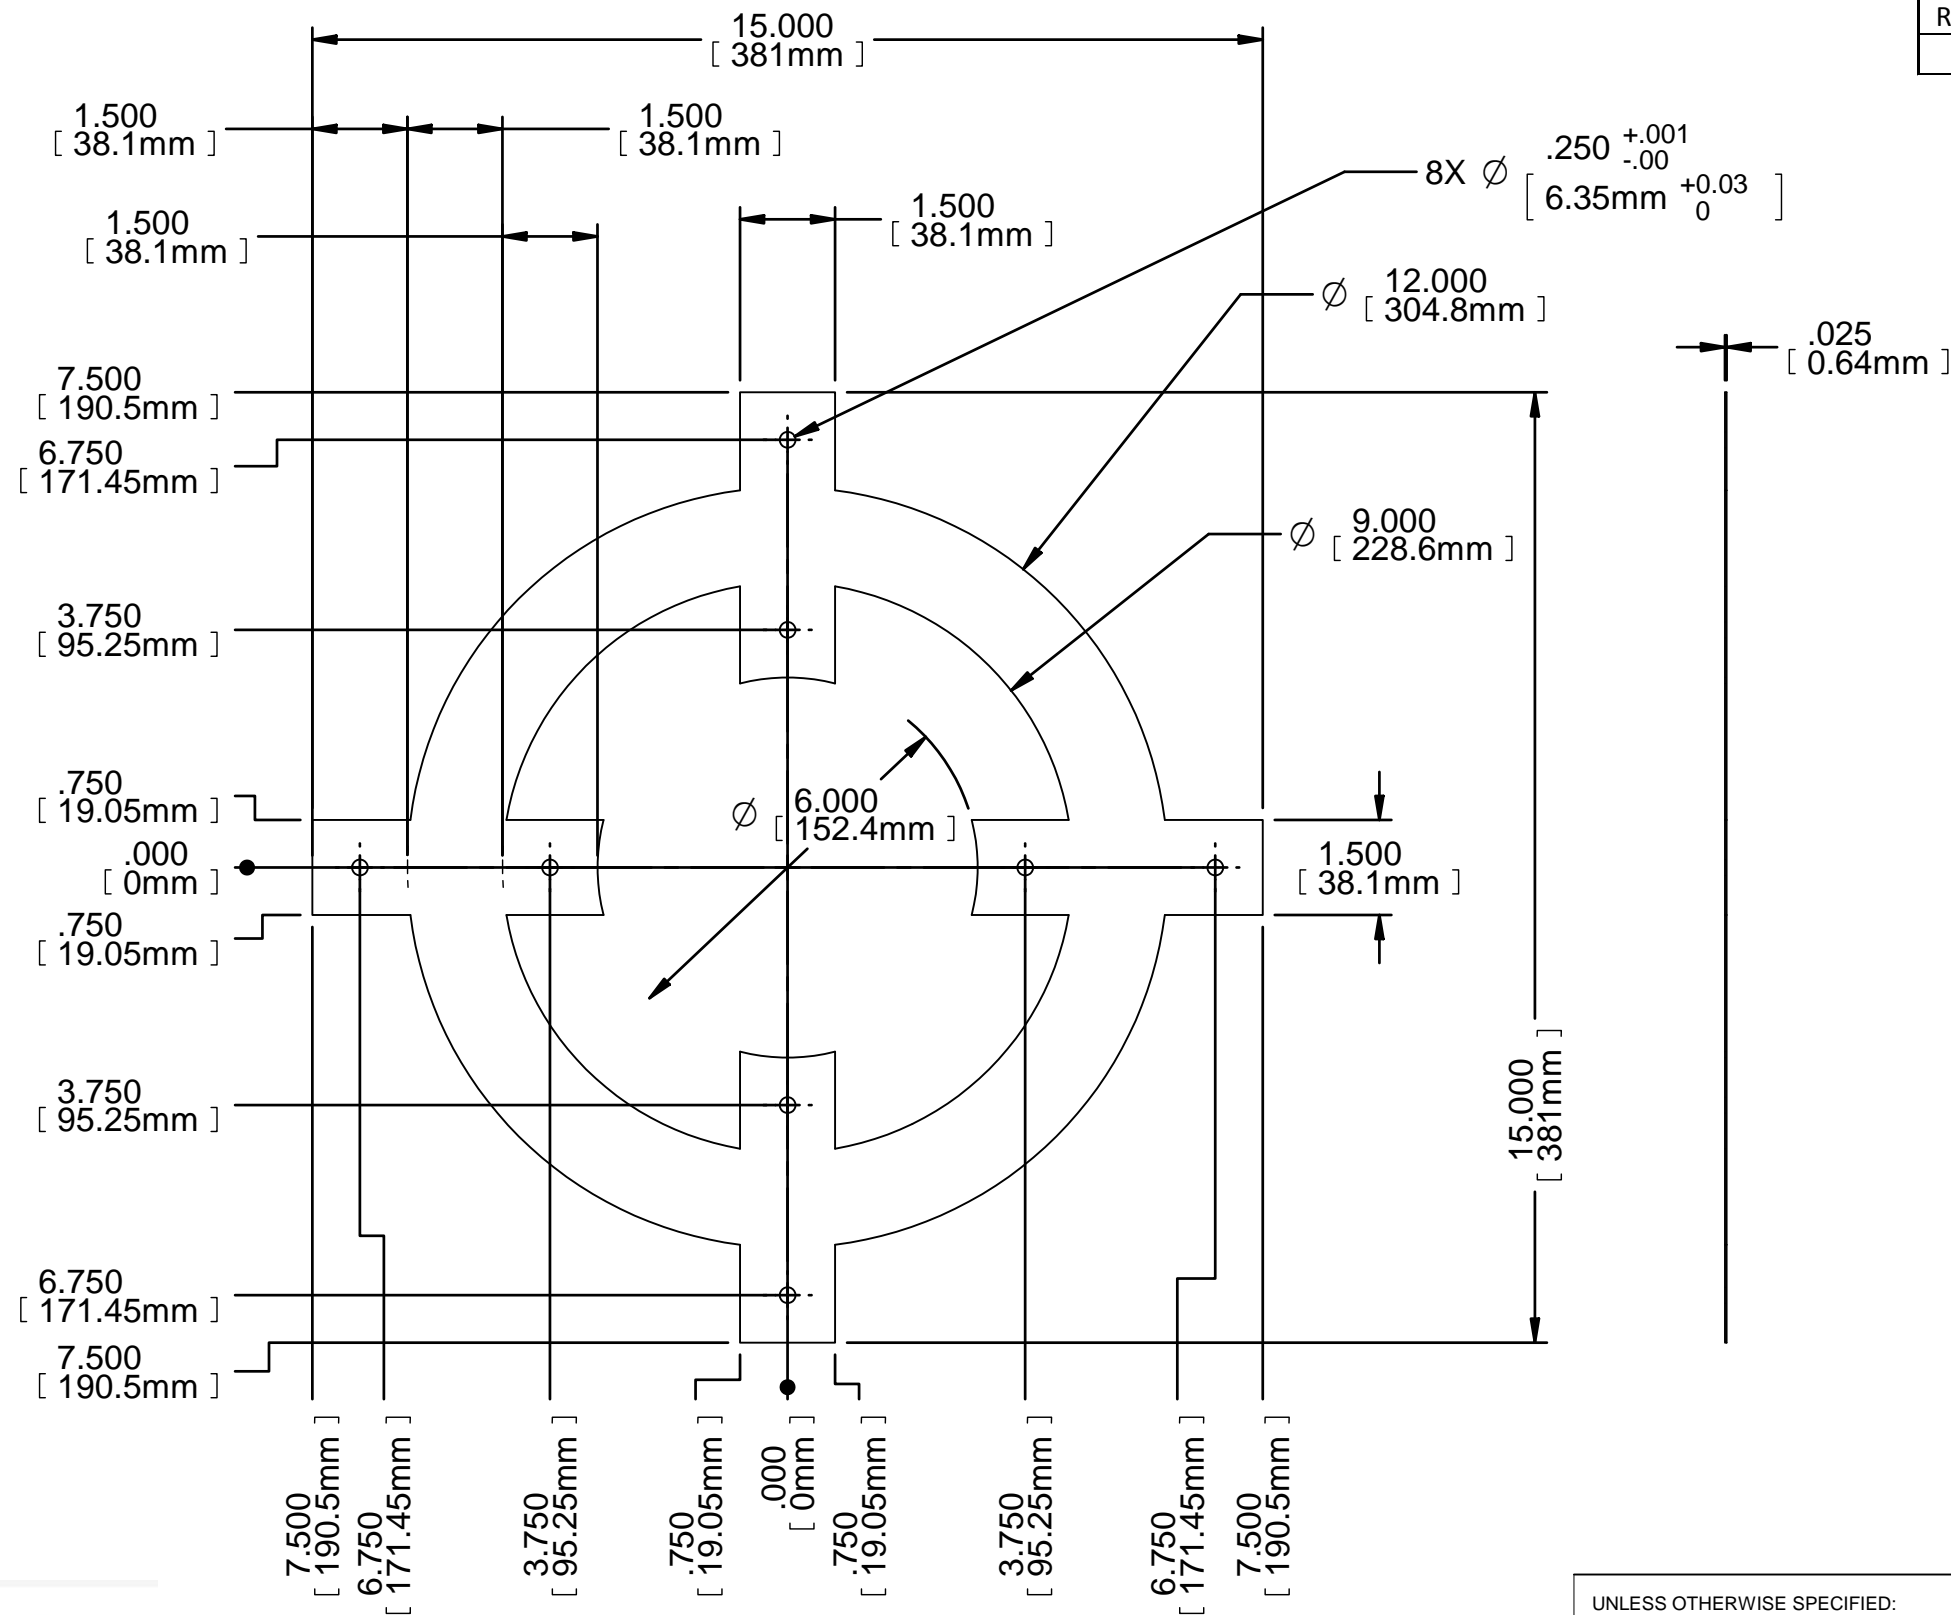 R
15.000
[ 381mm ]
1.500
[ 38.1mm ]
1.500
[ 38.1mm ]
8X ∅ .250 +.001 -.00
[ 6.35mm +0.03 0 ]
1.500
[ 38.1mm ]
1.500
[ 38.1mm ]
∅ 12.000
[ 304.8mm ]
.025
[ 0.64mm ]
7.500
[ 190.5mm ]
6.750
[ 171.45mm ]
∅ 9.000
[ 228.6mm ]
3.750
[ 95.25mm ]
.750
[ 19.05mm ]
∅ 6.000
[ 152.4mm ]
.000
[ 0mm ]
1.500
[ 38.1mm ]
.750
[ 19.05mm ]
3.750
[ 95.25mm ]
15.000
[ 381mm ]
6.750
[ 171.45mm ]
7.500
[ 190.5mm ]
7.500
[ 190.5mm ]
6.750
[ 171.45mm ]
3.750
[ 95.25mm ]
.750
[ 19.05mm ]
.000
[ 0mm ]
.750
[ 19.05mm ]
3.750
[ 95.25mm ]
6.750
[ 171.45mm ]
7.500
[ 190.5mm ]
UNLESS OTHERWISE SPECIFIED: